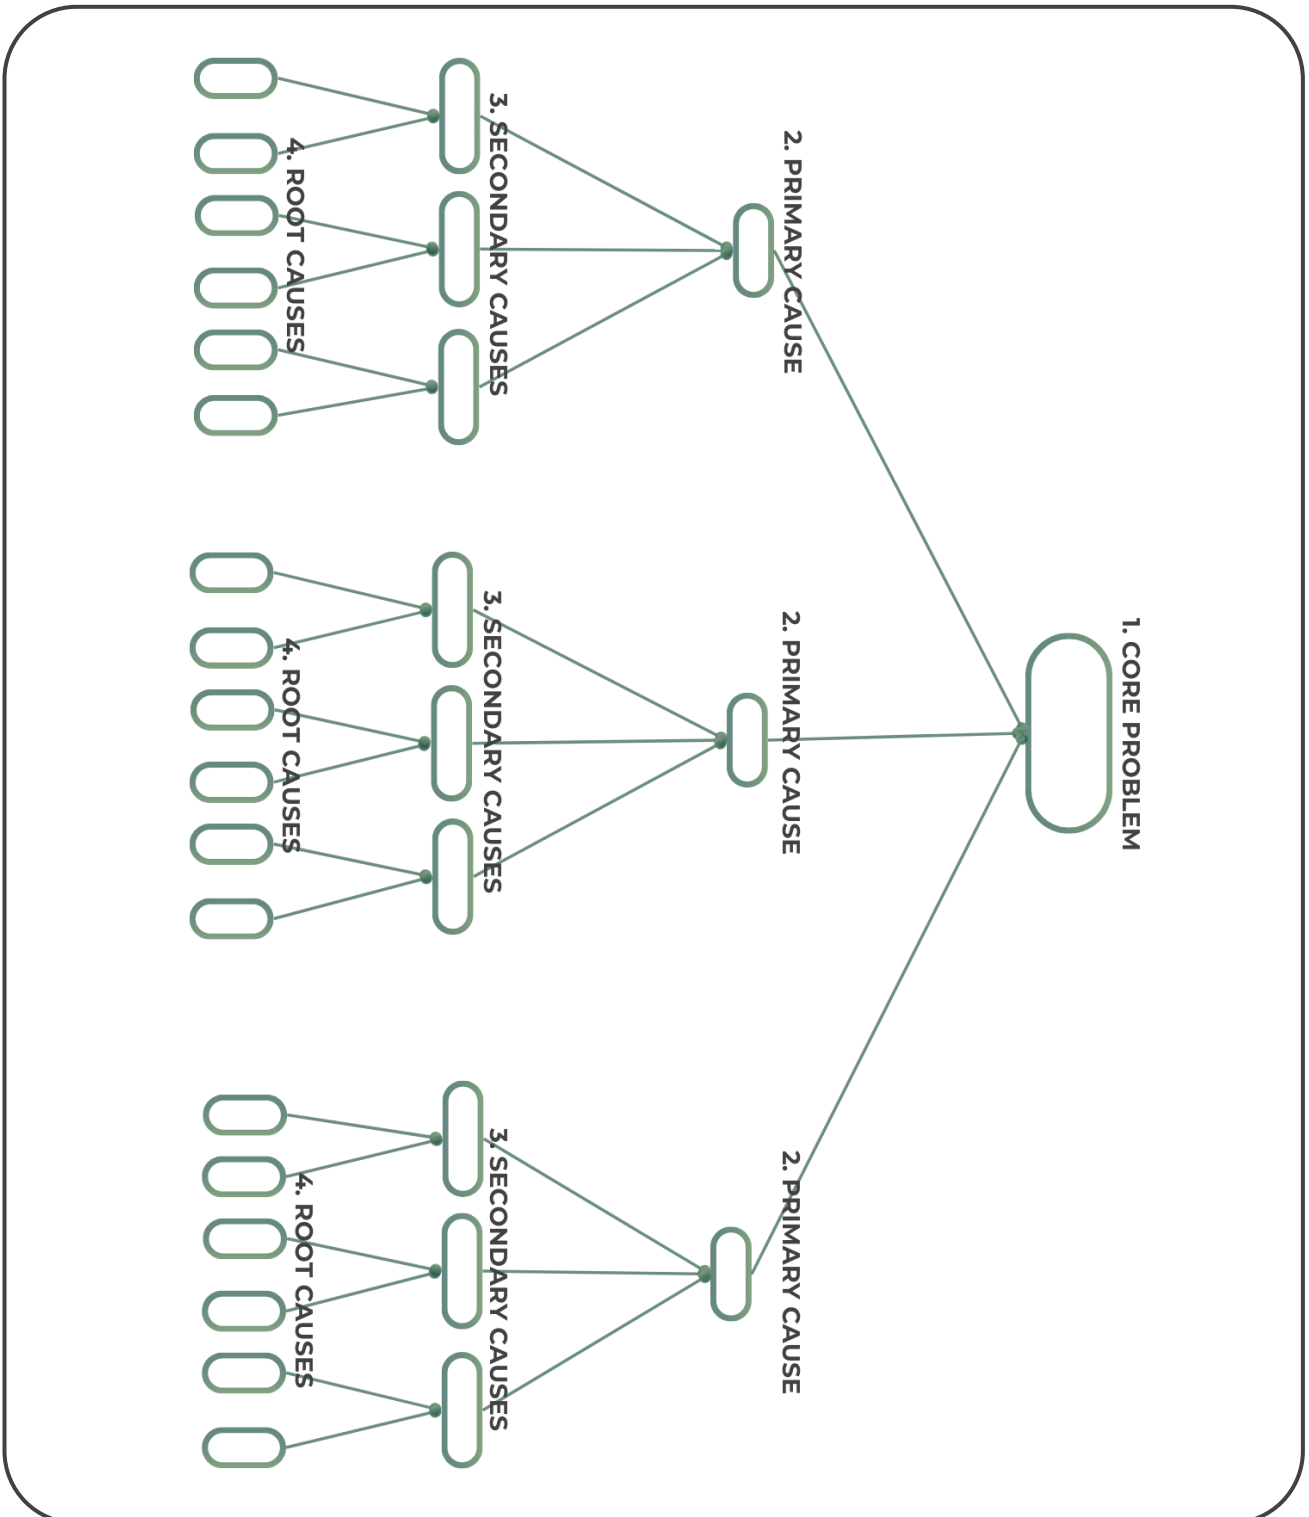 1. CORE PROBLEM
2. PRIMARY CAUSE
2. PRIMARY CAUSE
2. PRIMARY CAUSE
3. SECONDARY CAUSES
3. SECONDARY CAUSES
3. SECONDARY CAUSES
4. ROOT CAUSES
4. ROOT CAUSES
4. ROOT CAUSES